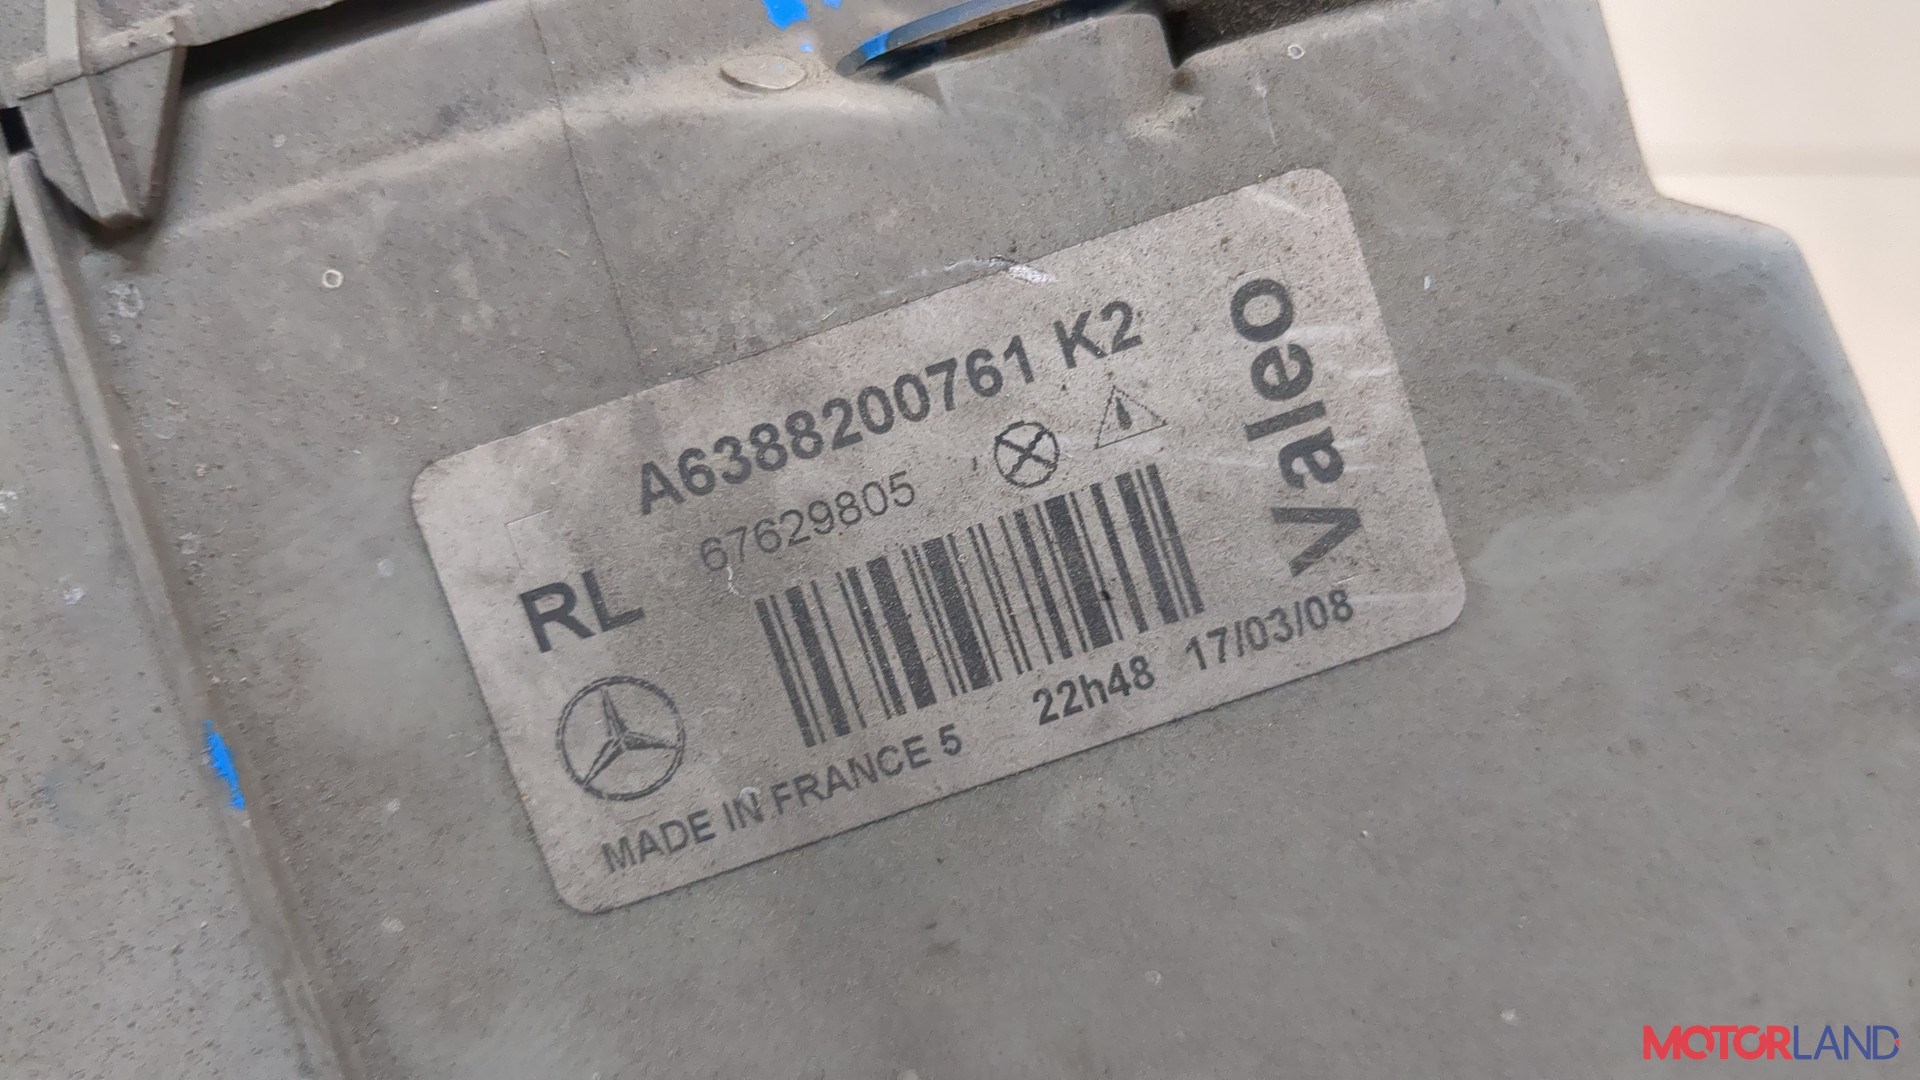 A6388200761 K2
67629805
RL
Valeo
22h48 17/03/08
MADE IN FRANCE 5
MOTORLAND